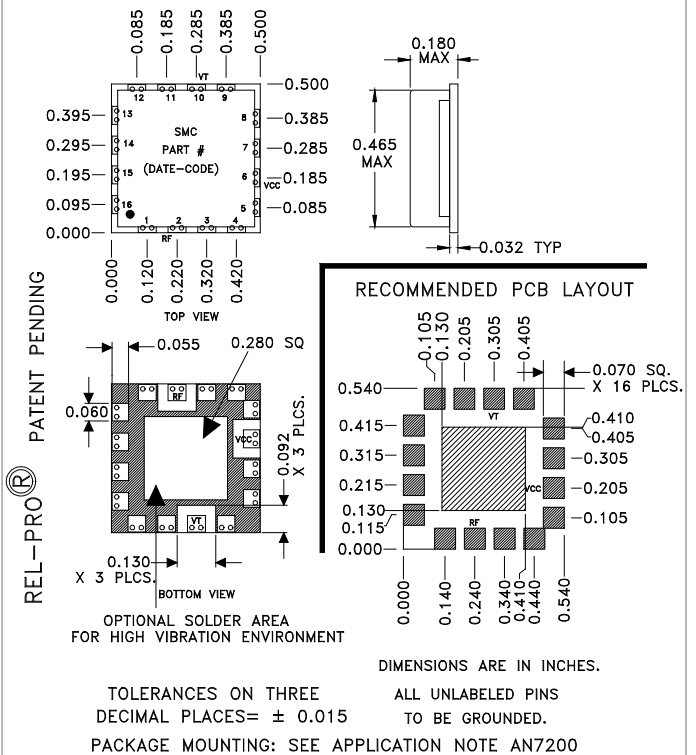 0.085
0.185
0.285
0.385
0.500
VT
12 11 10 9
0.500
0.395
13
8
0.385
0.295
14
7
0.285
0.195
15
6
0.185
VCC
0.095
16
5
0.085
0.000
SMC
PART #
(DATE-CODE)
1 2 3 4
RF
0.000
0.120
0.220
0.320
0.420
TOP VIEW
0.180
MAX
0.465
MAX
0.032 TYP
REL-PRO® PATENT PENDING
0.055
0.280 SQ
0.060
RF
VCC
VT
0.092
X 3 PLCS.
0.130
X 3 PLCS.
BOTTOM VIEW
OPTIONAL SOLDER AREA
FOR HIGH VIBRATION ENVIRONMENT
RECOMMENDED PCB LAYOUT
0.105
0.130
0.205
0.305
0.405
0.070 SQ.
X 16 PLCS.
0.540
0.415
0.315
0.215
0.130
0.115
0.000
VT
VCC
RF
0.410
0.405
0.305
0.205
0.105
0.000
0.140
0.240
0.340
0.410
0.440
0.540
DIMENSIONS ARE IN INCHES.
TOLERANCES ON THREE
DECIMAL PLACES= ± 0.015
ALL UNLABELED PINS
TO BE GROUNDED.
PACKAGE MOUNTING: SEE APPLICATION NOTE AN7200